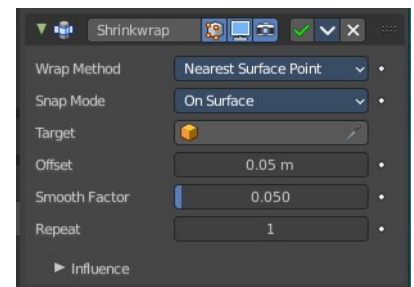 Shrinkwrap
Wrap Method Nearest Surface Point
Snap Mode On Surface
Target
Offset 0.05 m
Smooth Factor 0.050
Repeat 1
Influence